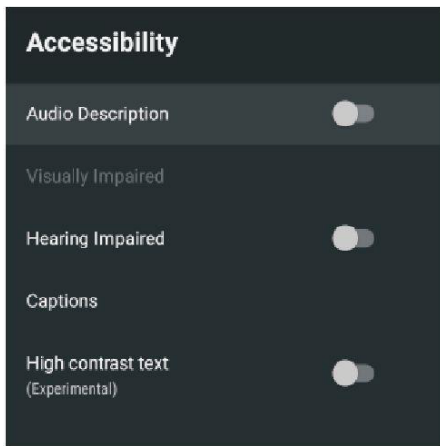 Accessibility
Audio Description
Visually Impaired
Hearing Impaired
Captions
High contrast text
(Experimental)